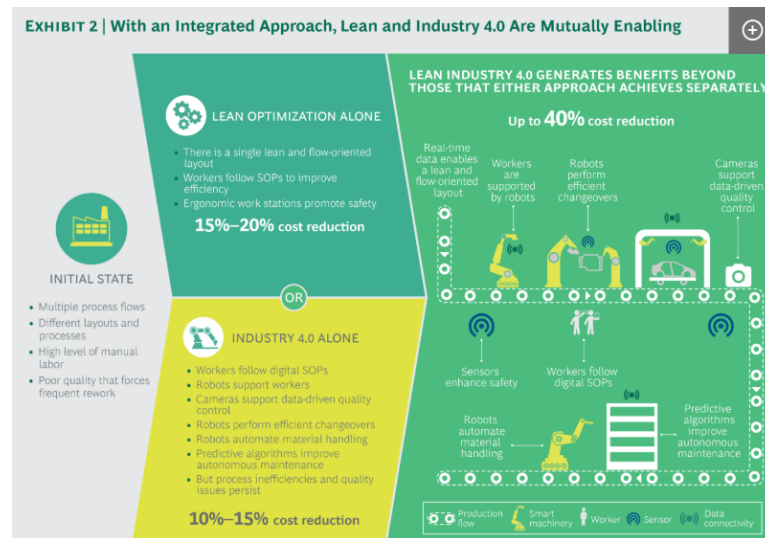 EXHIBIT 2 | With an Integrated Approach, Lean and Industry 4.0 Are Mutually Enabling
INITIAL STATE
• Multiple process flows
• Different layouts and
processes
• High level of manual
labor
• Poor quality that forces
frequent rework
LEAN OPTIMIZATION ALONE
• There is a single lean and flow-oriented
layout
• Workers follow SOPs to improve
efficiency
• Ergonomic work stations promote safety
15%–20% cost reduction
OR
INDUSTRY 4.0 ALONE
• Workers follow digital SOPs
• Robots support workers
• Cameras support data-driven quality
control
• Robots perform efficient changeovers
• Robots automate material handling
• Predictive algorithms improve
autonomous maintenance
• But process inefficiencies and quality
issues persist
10%–15% cost reduction
LEAN INDUSTRY 4.0 GENERATES BENEFITS BEYOND
THOSE THAT EITHER APPROACH ACHIEVES SEPARATELY
Up to 40% cost reduction
Real-time
data enables
a lean and
flow-oriented
layout
Workers
are
supported
by robots
Robots
perform
efficient
changeovers
Cameras
support
data-driven
quality
control
Sensors
enhance safety
Workers follow
digital SOPs
Robots
automate
material
handling
Predictive
algorithms
improve
autonomous
maintenance
Production
flow
Smart
machinery
Worker
Sensor
Data
connectivity